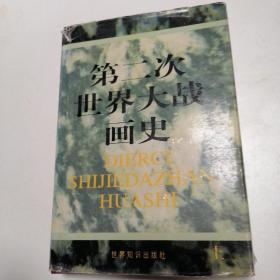 第二次
世界大战
画史
DIERCI
SHIJIEDAZHAN
HUASHI
世界知识出版社
上